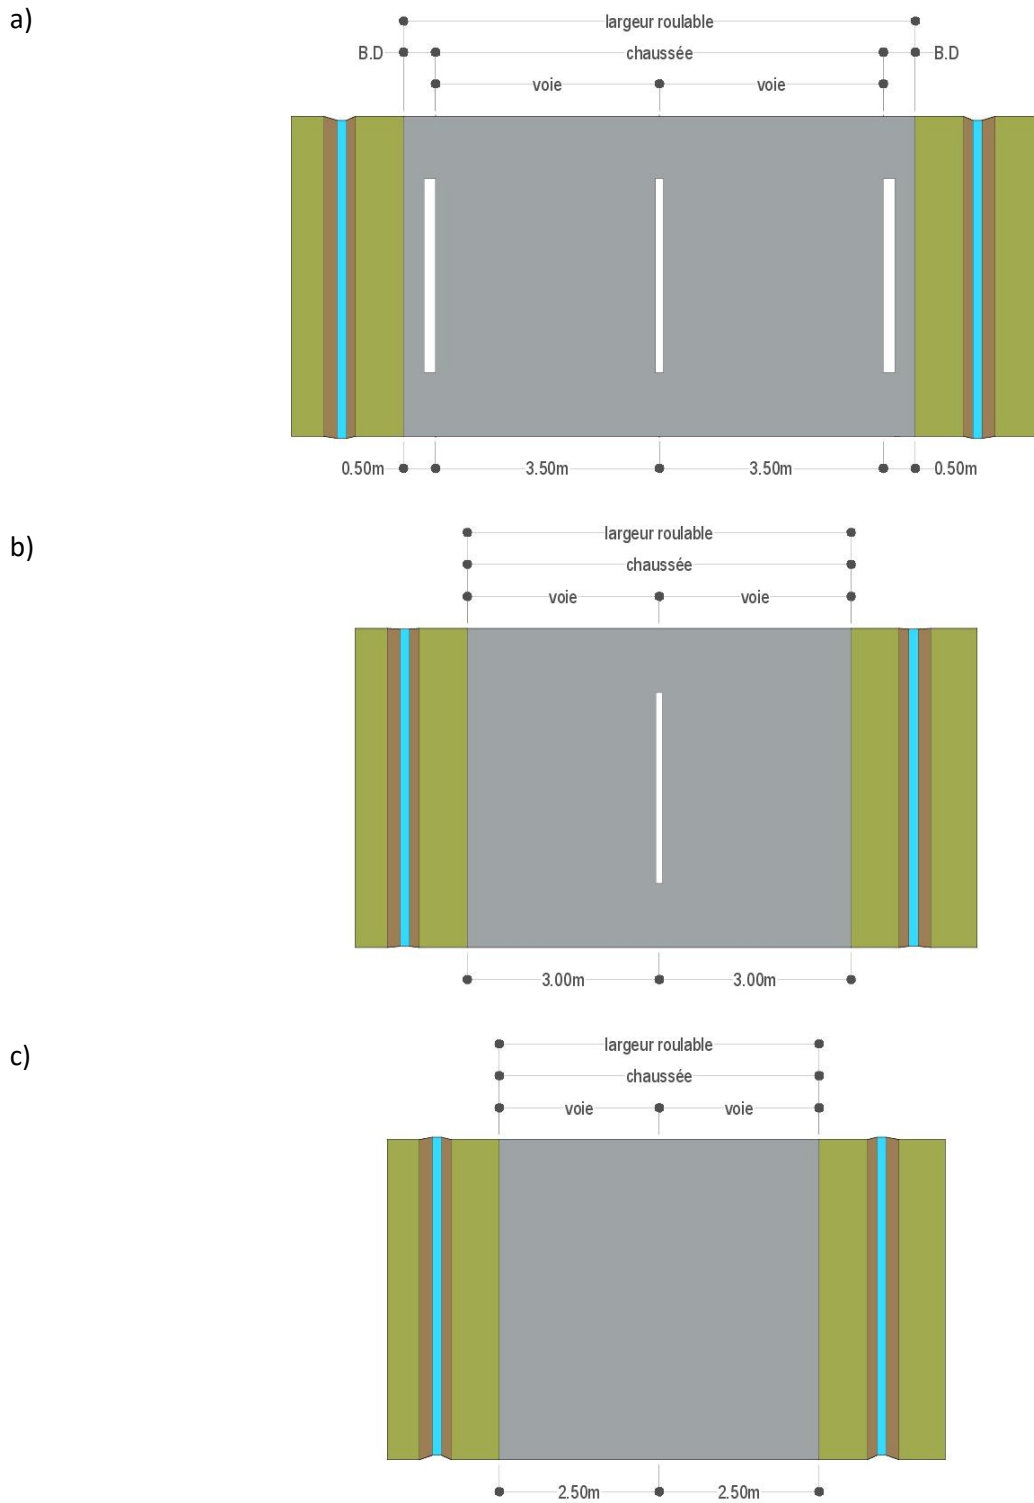 a)
largeur roulable
B.D chaussée B.D
voie voie
0.50m 3.50m 3.50m 0.50m
b)
largeur roulable
chaussée
voie voie
3.00m 3.00m
c)
largeur roulable
chaussée
voie voie
2.50m 2.50m